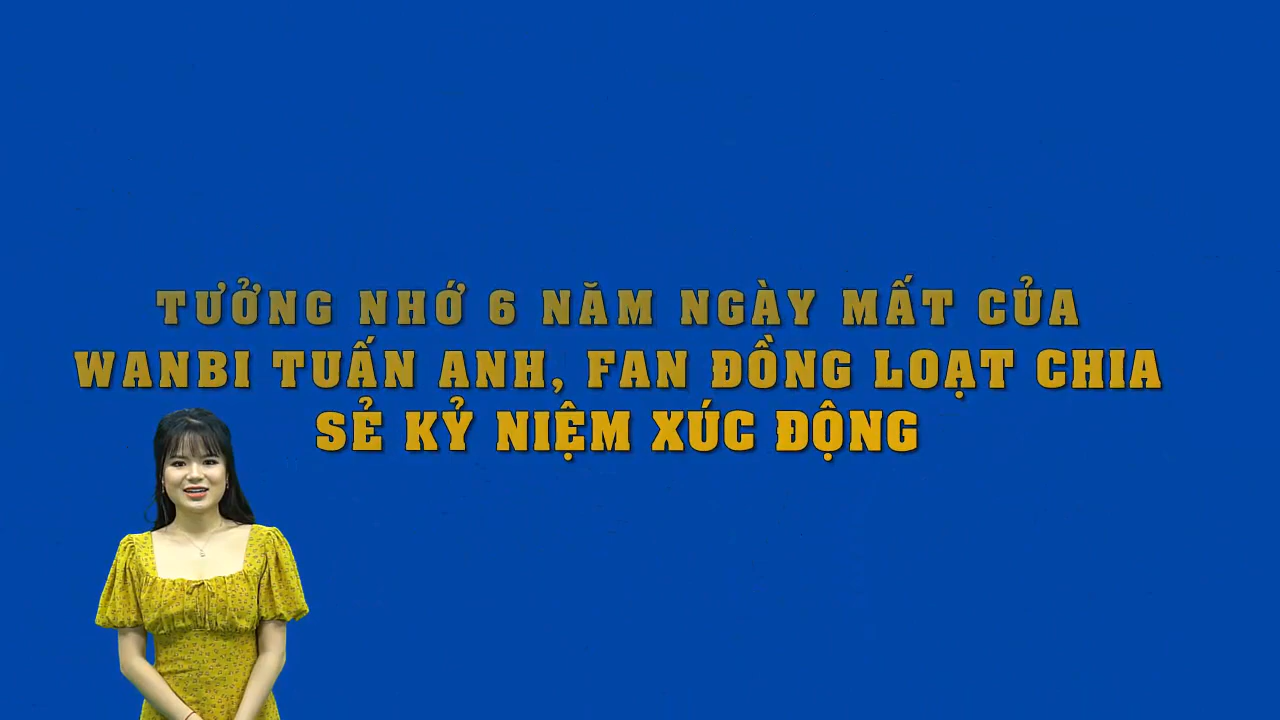 TƯỞNG NHỚ 6 NĂM NGÀY MẤT CỦA
WANBI TUẤN ANH, FAN ĐỒNG LOẠT CHIA
SẺ KỶ NIỆM XÚC ĐỘNG